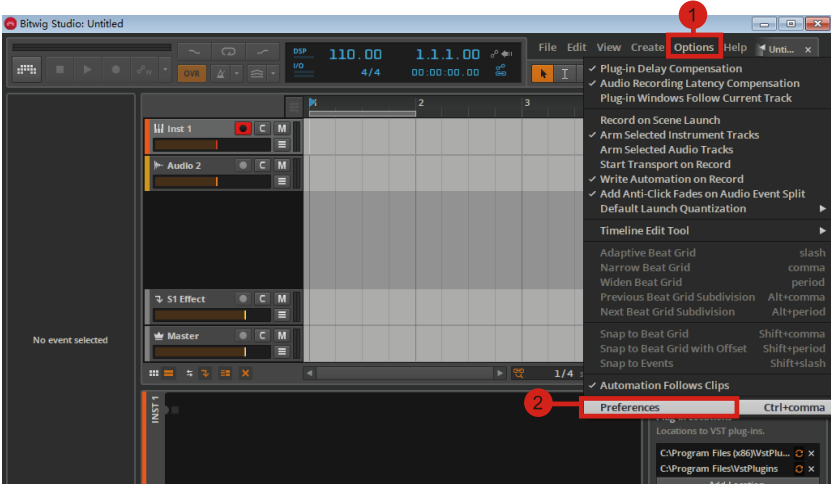 1
Bitwig Studio: Untitled
DSP
I/O
110.00
4/4
1.1.1.00
00:00:00.00
File Edit View Create Options Help
Unti... ×
OVR
2
3
Inst 1
C M
Audio 2
C M
S1 Effect
C M
Master
C M
No event selected
1/4
INST 1
✓ Plug-in Delay Compensation
✓ Audio Recording Latency Compensation
Plug-in Windows Follow Current Track
Record on Scene Launch
✓ Arm Selected Instrument Tracks
Arm Selected Audio Tracks
Start Transport on Record
✓ Write Automation on Record
✓ Add Anti-Click Fades on Audio Event Split
Default Launch Quantization
Timeline Edit Tool
Adaptive Beat Grid slash
Narrow Beat Grid comma
Widen Beat Grid period
Previous Beat Grid Subdivision Alt+comma
Next Beat Grid Subdivision Alt+period
Snap to Beat Grid Shift+comma
Snap to Beat Grid with Offset Shift+period
Snap to Events Shift+slash
✓ Automation Follows Clips
2
Preferences Ctrl+comma
Locations to VST plug-ins.
C:\Program Files (x86)\VstPlu...
C:\Program Files\VstPlugins
Add Location